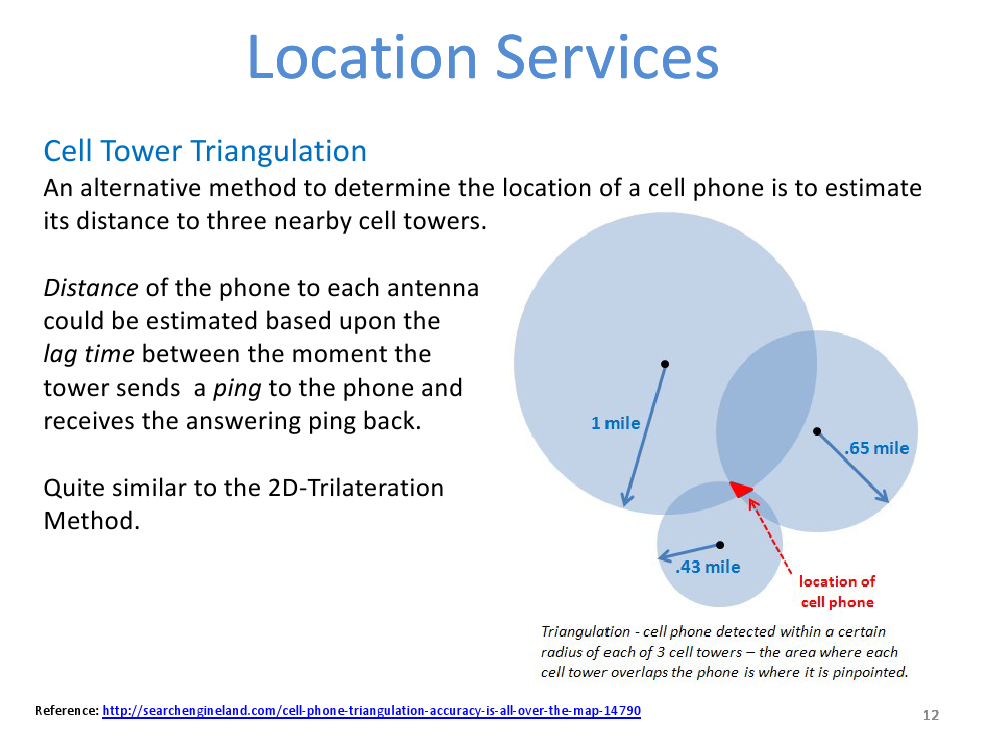 Location Services
Cell Tower Triangulation
An alternative method to determine the location of a cell phone is to estimate
its distance to three nearby cell towers.
Distance of the phone to each antenna
could be estimated based upon the
lag time between the moment the
tower sends  a ping to the phone and
receives the answering ping back.
Quite similar to the 2D-Trilateration
Method.
1 mile
.65 mile
.43 mile
location of
cell phone
Triangulation - cell phone detected within a certain
radius of each of 3 cell towers – the area where each
cell tower overlaps the phone is where it is pinpointed.
Reference: http://searchengineland.com/cell-phone-triangulation-accuracy-is-all-over-the-map-14790
12